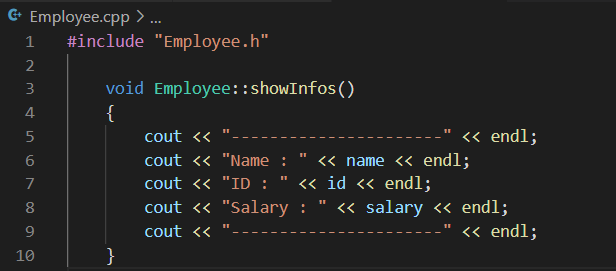 Employee.cpp > ...
1 #include "Employee.h"
2
3 void Employee::showInfos()
4 {
5 cout << "----------------------" << endl;
6 cout << "Name : " << name << endl;
7 cout << "ID : " << id << endl;
8 cout << "Salary : " << salary << endl;
9 cout << "----------------------" << endl;
10 }